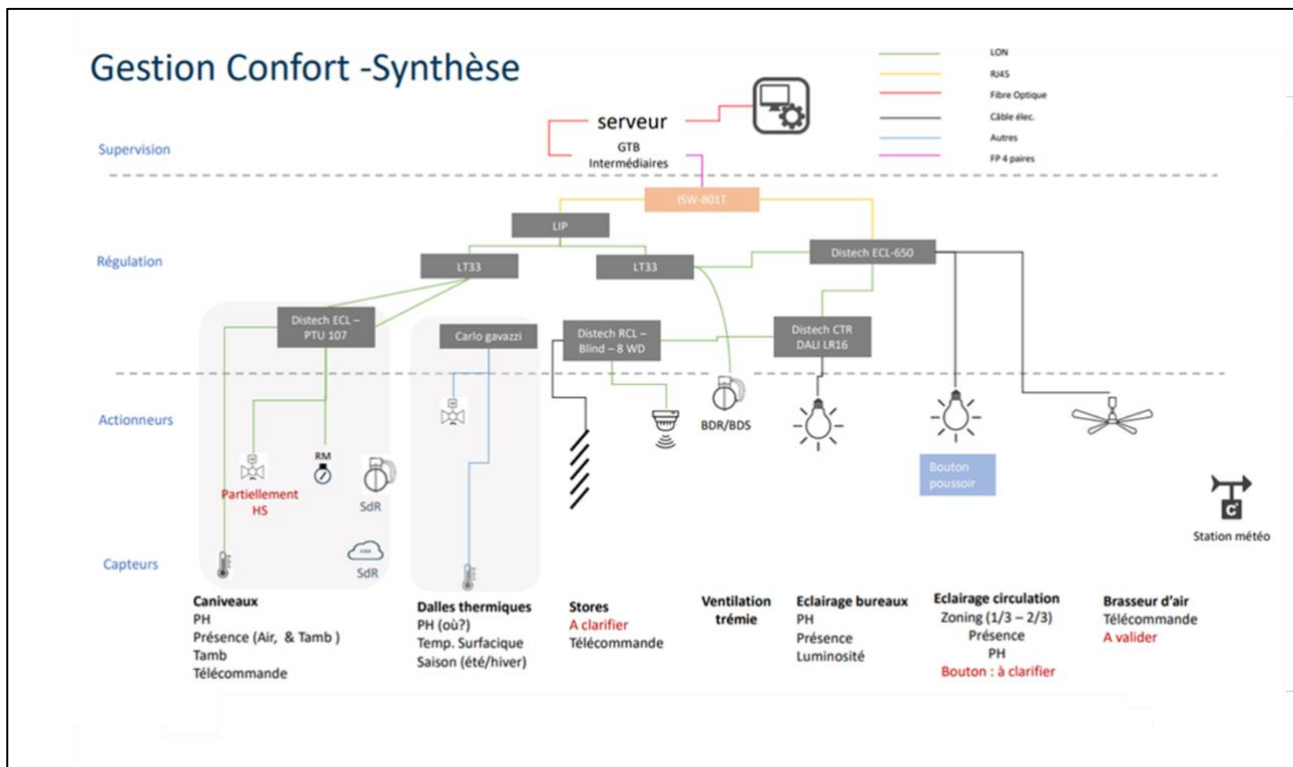 Gestion Confort -Synthèse
LON
RJ45
Fibre Optique
Câble élec.
Autres
FP 4 paires
Supervision
serveur
GTB
Intermédiaires
ISW-801T
LIP
Régulation
LT33
LT33
Distech ECL-650
Distech ECL –
PTU 107
Carlo gavazzi
Distech RCL –
Blind – 8 WD
Distech CTR
DALI LR16
Actionneurs
BDR/BDS
RM
Partiellement
HS
SdR
Bouton
poussoir
C
Station météo
Capteurs
SdR
Caniveaux
PH
Présence (Air, & Tamb )
Tamb
Télécommande
Dalles thermiques
PH (où?)
Temp. Surfacique
Saison (été/hiver)
Stores
A clarifier
Télécommande
Ventilation
trémie
Eclairage bureaux
PH
Présence
Luminosité
Eclairage circulation
Zoning (1/3 – 2/3)
Présence
PH
Bouton : à clarifier
Brasseur d'air
Télécommande
A valider